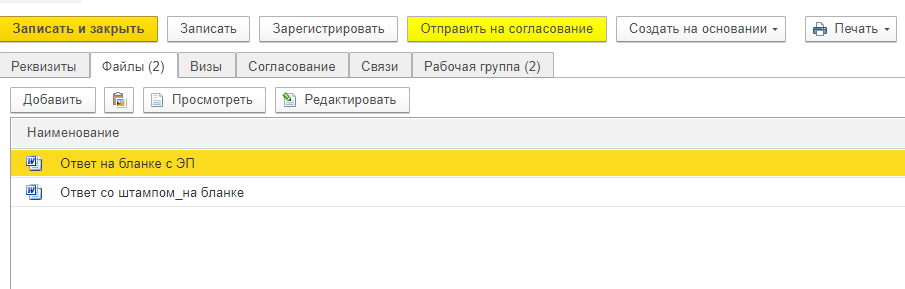 Записать и закрыть Записать Зарегистрировать Отправить на согласование Создать на основании Печать
Реквизиты Файлы (2) Визы Согласование Связи Рабочая группа (2)
Добавить Просмотреть Редактировать
Наименование
Ответ на бланке с ЭП
Ответ со штампом_на бланке